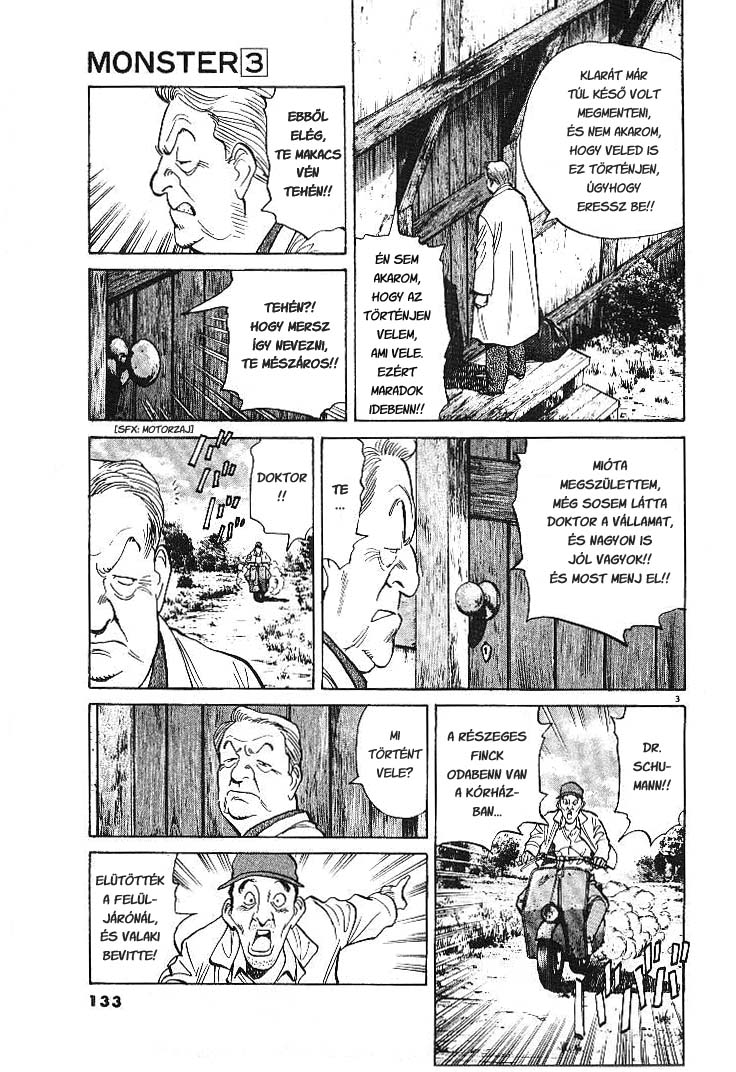 MONSTER 3
KLARÁT MÁR
TÚL KÉSŐ VOLT
MEGMENTENI,
ÉS NEM AKAROM,
HOGY VELED IS
EZ TÖRTÉNJEN,
ÚGYHOGY
ERESSZ BE!!
ÉN SEM
AKAROM,
HOGY AZ
TÖRTÉNJEN
VELEM,
AMI VELE.
EZÉRT
MARADOK
IDEBENN!!
EBBŐL
ELÉG,
TE MAKACS
VÉN
TEHÉN!!
TEHÉN?!
HOGY MERSZ
ÍGY NEVEZNI,
TE MÉSZÁROS!!
MIÓTA
MEGSZÜLETTEM,
MÉG SOSEM LÁTTA
DOKTOR A VÁLLAMAT,
ÉS NAGYON IS
JÓL VAGYOK!!
ÉS MOST MENJ EL!!
TE
...
[SFX: MOTORZAJ]
DOKTOR
!!
3
DR.
SCHU-
MANN!!
A RÉSZEGES
FINCK
ODABENN VAN
A KÓRHÁZ-
BAN...
MI
TÖRTÉNT
VELE?
ELÜTÖTTÉK
A FELÜL-
JÁRÓNÁL,
ÉS VALAKI
BEVITTE!
133